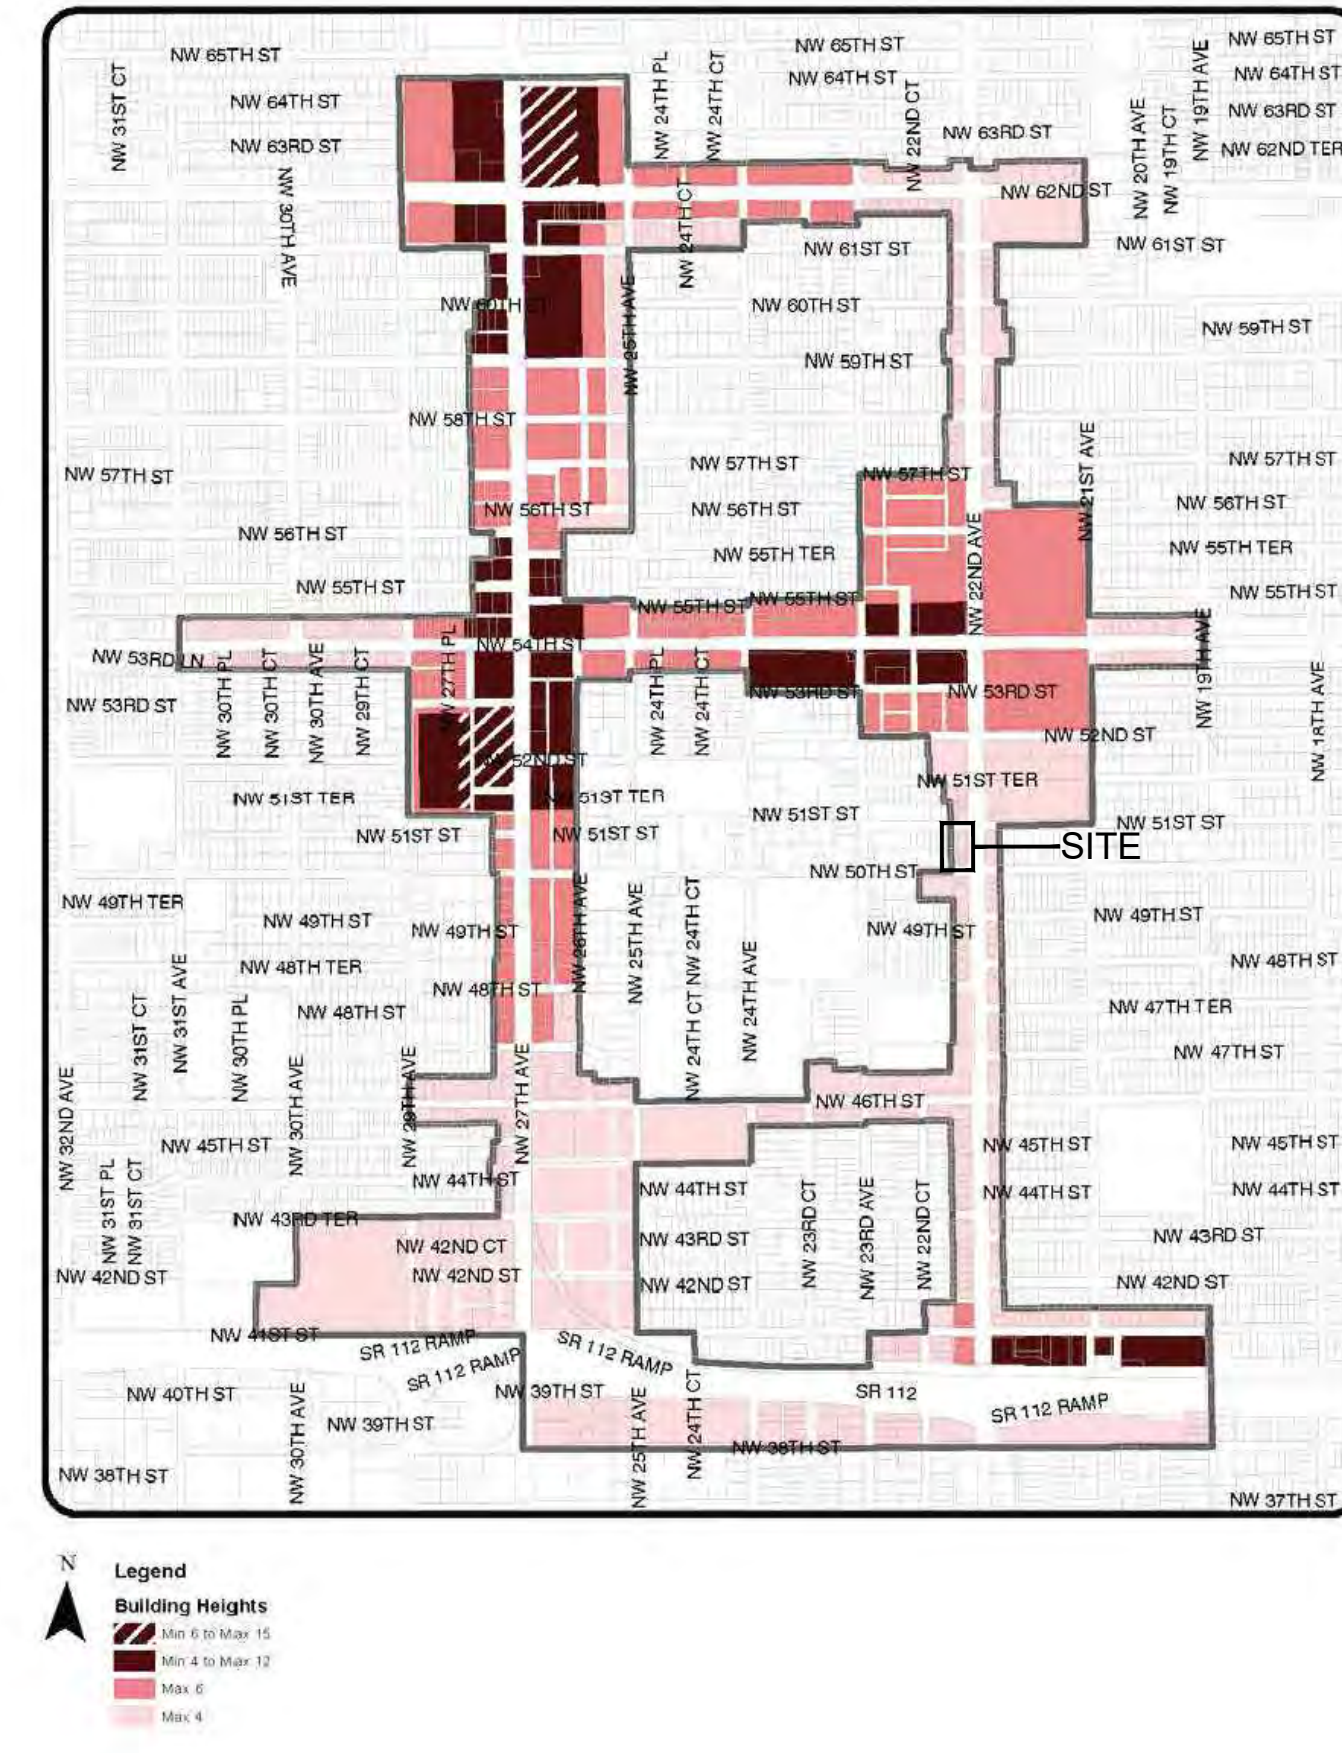 NW 65TH ST
NW 65TH ST
NW 65TH ST
NW 64TH ST
NW 64TH ST
NW 64TH ST
NW 63RD ST
NW 63RD ST
NW 63RD ST
NW 62ND TER
NW 31ST CT
NW 30TH AVE
NW 24TH PL
NW 24TH CT
NW 22ND CT
NW 20TH AVE
NW 19TH CT
NW 19TH AVE
NW 62ND ST
NW 24TH CT
NW 61ST ST
NW 61ST ST
NW 60TH ST
NW 60TH ST
NW 25TH AVE
NW 59TH ST
NW 59TH ST
NW 58TH ST
NW 57TH ST
NW 57TH ST
NW 57TH ST
NW 57TH ST
NW 21ST AVE
NW 56TH ST
NW 56TH ST
NW 56TH ST
NW 56TH ST
NW 22ND AVE
NW 55TH TER
NW 55TH TER
NW 55TH ST
NW 55TH ST
NW 55TH ST
NW 55TH ST
NW 54TH ST
NW 53RD LN
NW 30TH PL
NW 30TH CT
NW 30TH AVE
NW 29TH CT
NW 27TH PL
NW 24TH PL
NW 24TH CT
NW 19TH AVE
NW 18TH AVE
NW 53RD ST
NW 53RD ST
NW 53RD ST
NW 52ND ST
NW 52ND ST
NW 51ST TER
NW 51ST TER
NW 51ST TER
NW 51ST ST
NW 51ST ST
NW 51ST ST
NW 51ST ST
SITE
NW 50TH ST
NW 49TH TER
NW 49TH ST
NW 49TH ST
NW 49TH ST
NW 49TH ST
NW 26TH AVE
NW 25TH AVE
NW 24TH CT NW 24TH CT
NW 24TH AVE
NW 48TH TER
NW 48TH ST
NW 48TH ST
NW 48TH ST
NW 31ST CT
NW 31ST AVE
NW 30TH PL
NW 47TH TER
NW 47TH ST
NW 32ND AVE
NW 30TH AVE
NW 29TH AVE
NW 27TH AVE
NW 46TH ST
NW 45TH ST
NW 45TH ST
NW 45TH ST
NW 31ST PL
NW 31ST CT
NW 44TH ST
NW 44TH ST
NW 44TH ST
NW 44TH ST
NW 23RD CT
NW 23RD AVE
NW 22ND CT
NW 43RD TER
NW 43RD ST
NW 43RD ST
NW 42ND CT
NW 42ND ST
NW 42ND ST
NW 42ND ST
NW 42ND ST
NW 41ST ST
SR 112 RAMP
SR 112 RAMP
SR 112 RAMP
NW 40TH ST
NW 39TH ST
SR 112
SR 112 RAMP
NW 39TH ST
NW 30TH AVE
NW 25TH AVE
NW 24TH CT
NW 38TH ST
NW 38TH ST
NW 37TH ST
N
Legend
Building Heights
Min 6 to Max 15
Min 4 to Max 12
Max 6
Max 4